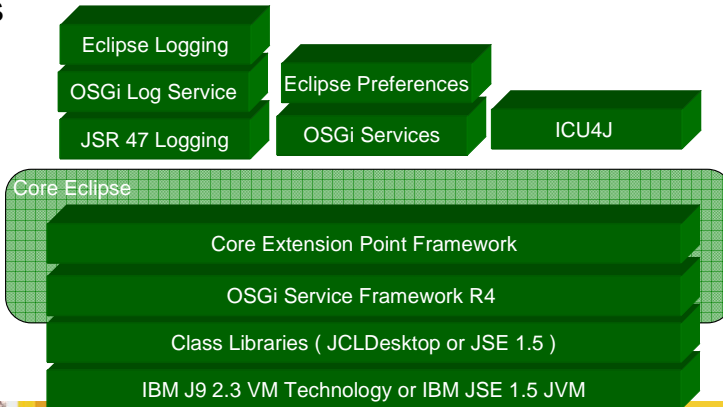 s
Eclipse Logging
OSGi Log Service
JSR 47 Logging
Eclipse Preferences
OSGi Services
ICU4J
Core Eclipse
Core Extension Point Framework
OSGi Service Framework R4
Class Libraries ( JCLDesktop or JSE 1.5 )
IBM J9 2.3 VM Technology or IBM JSE 1.5 JVM